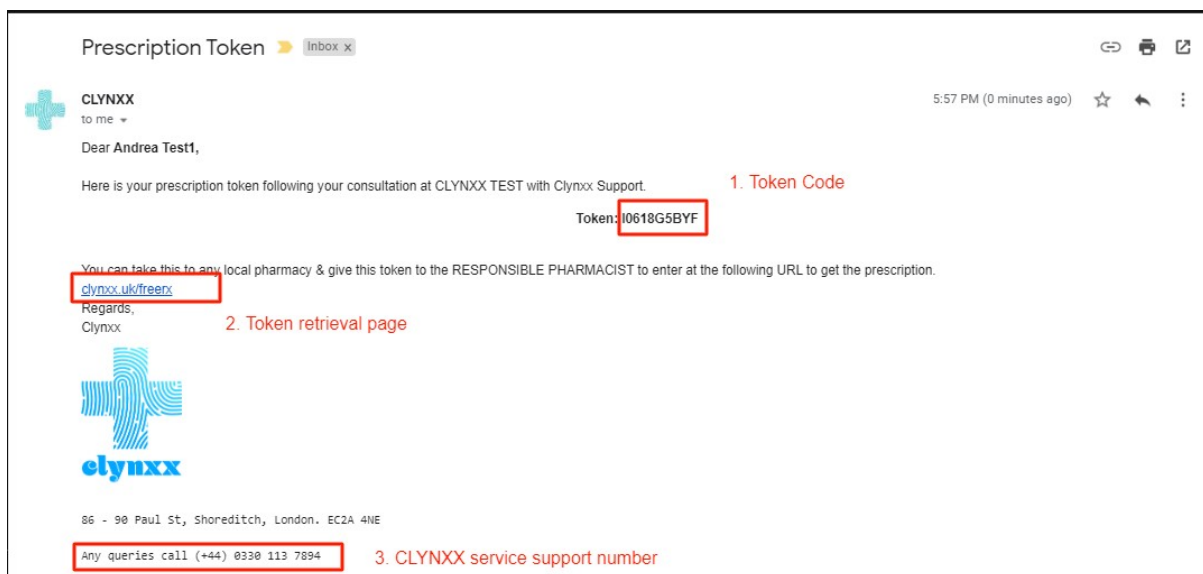 Prescription Token Inbox x
CLYNXX 5:57 PM (0 minutes ago)
to me
Dear Andrea Test1,
Here is your prescription token following your consultation at CLYNXX TEST with Clynxx Support. 1. Token Code
Token: I0618G5BYF
You can take this to any local pharmacy & give this token to the RESPONSIBLE PHARMACIST to enter at the following URL to get the prescription.
clynxx.uk/freerx
Regards,
Clynxx 2. Token retrieval page
clynxx
86 - 90 Paul St, Shoreditch, London. EC2A 4NE
Any queries call (+44) 0330 113 7894 3. CLYNXX service support number